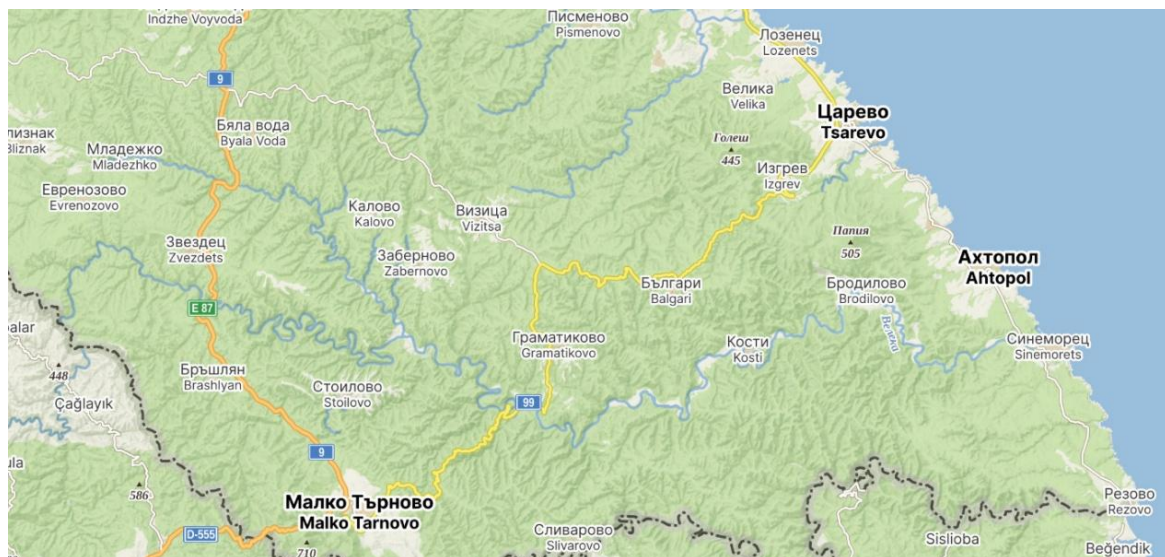 Indzhe Voyvoda
Писменово
Pismenovo
Лозенец
Lozenets
9
Велика
Velika
Царево
Tsarevo
Бяла вода
Byala Voda
Голеш
445
лизнак
Bliznak
Младежко
Mladezhko
Изгрев
Izgrev
Евренозово
Evrenozovo
Калово
Kalovo
Визица
Vizitsa
Папия
505
Звездец
Zvezdets
Заберново
Zabernovo
Ахтопол
Ahtopol
Българи
Balgari
Бродилово
Brodilovo
E 87
Велека
alar
Граматиково
Gramatikovo
Кости
Kosti
Синеморец
Sinemorets
448
Бръшлян
Brashlyan
Стоилово
Stoilovo
Çağlayık
99
ula
9
586
Малко Търново
Malko Tarnovo
Резово
Rezovo
D-555
710
Сливарово
Slivarovo
Sislioba
Beğendik